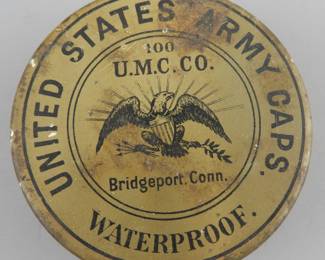 UNITED STATES ARMY CAPS.
100
U.M.C. CO.
Bridgeport, Conn.
WATERPROOF.